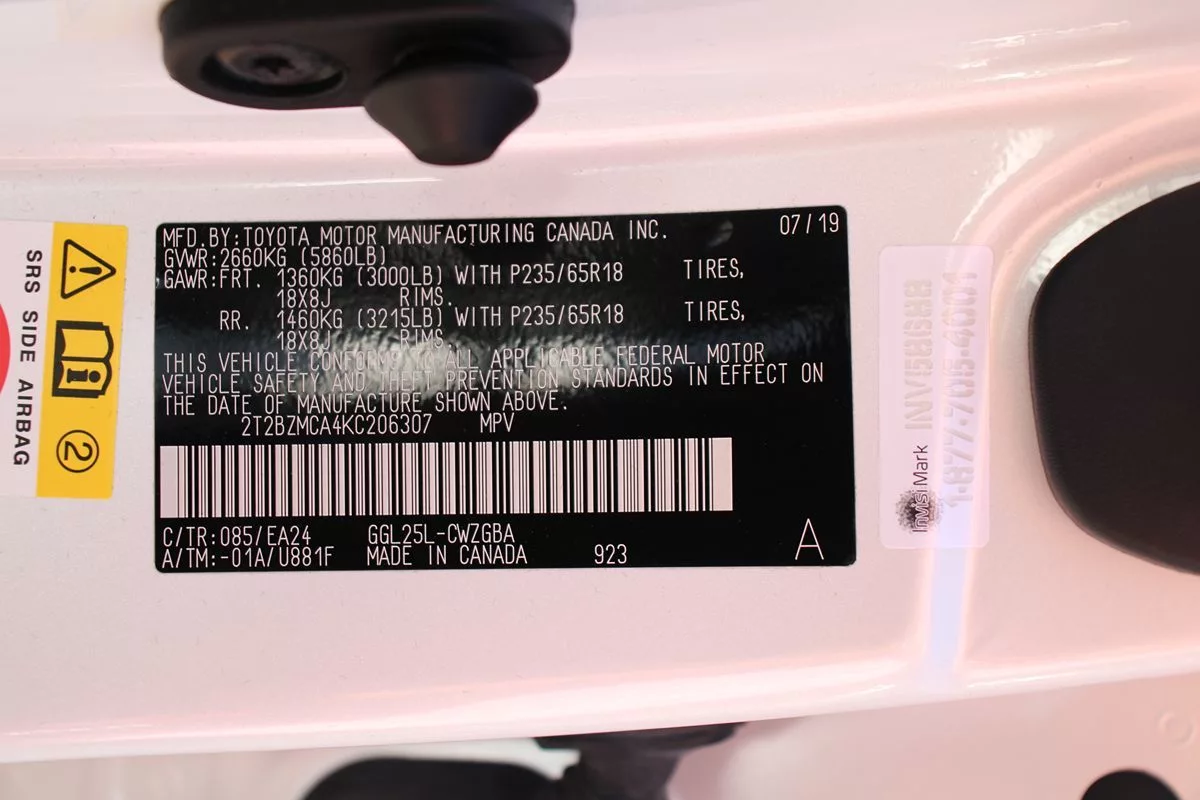 MFD.BY:TOYOTA MOTOR MANUFACTURING CANADA INC. 07/19
GVWR:2660KG (5860LB)
GAWR:FRT. 1360KG (3000LB) WITH P235/65R18 TIRES,
18X8J RIMS.
RR. 1460KG (3215LB) WITH P235/65R18 TIRES,
18X8J RIMS.
THIS VEHICLE CONFORMS TO ALL APPLICABLE FEDERAL MOTOR
VEHICLE SAFETY AND THEFT PREVENTION STANDARDS IN EFFECT ON
THE DATE OF MANUFACTURE SHOWN ABOVE.
2T2BZMCA4KC206307 MPV
C/TR:085/EA24 GGL25L-CWZGBA
A/TM:-01A/U881F MADE IN CANADA 923 A
SRS SIDE AIRBAG
2
InvisiMark
1-877-706-4001